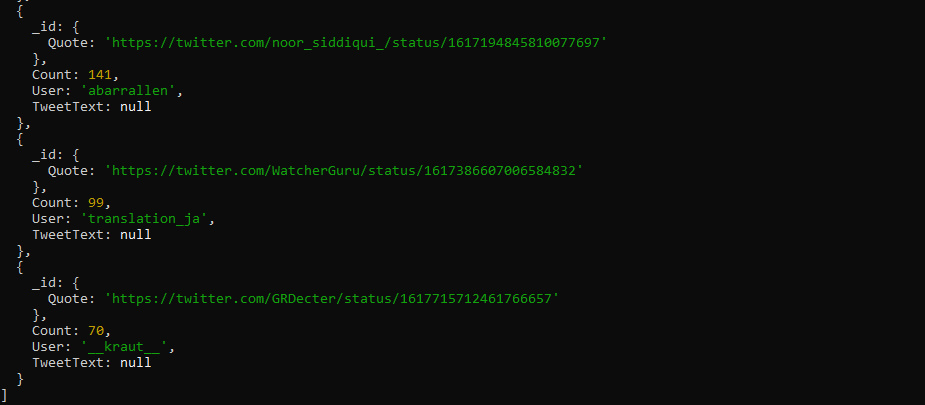 },
{
_id: {
Quote: 'https://twitter.com/noor_siddiqui_/status/1617194845810077697'
},
Count: 141,
User: 'abarrallen',
TweetText: null
},
{
_id: {
Quote: 'https://twitter.com/WatcherGuru/status/1617386607006584832'
},
Count: 99,
User: 'translation_ja',
TweetText: null
},
{
_id: {
Quote: 'https://twitter.com/GRDecter/status/1617715712461766657'
},
Count: 70,
User: '__kraut__',
TweetText: null
}
]